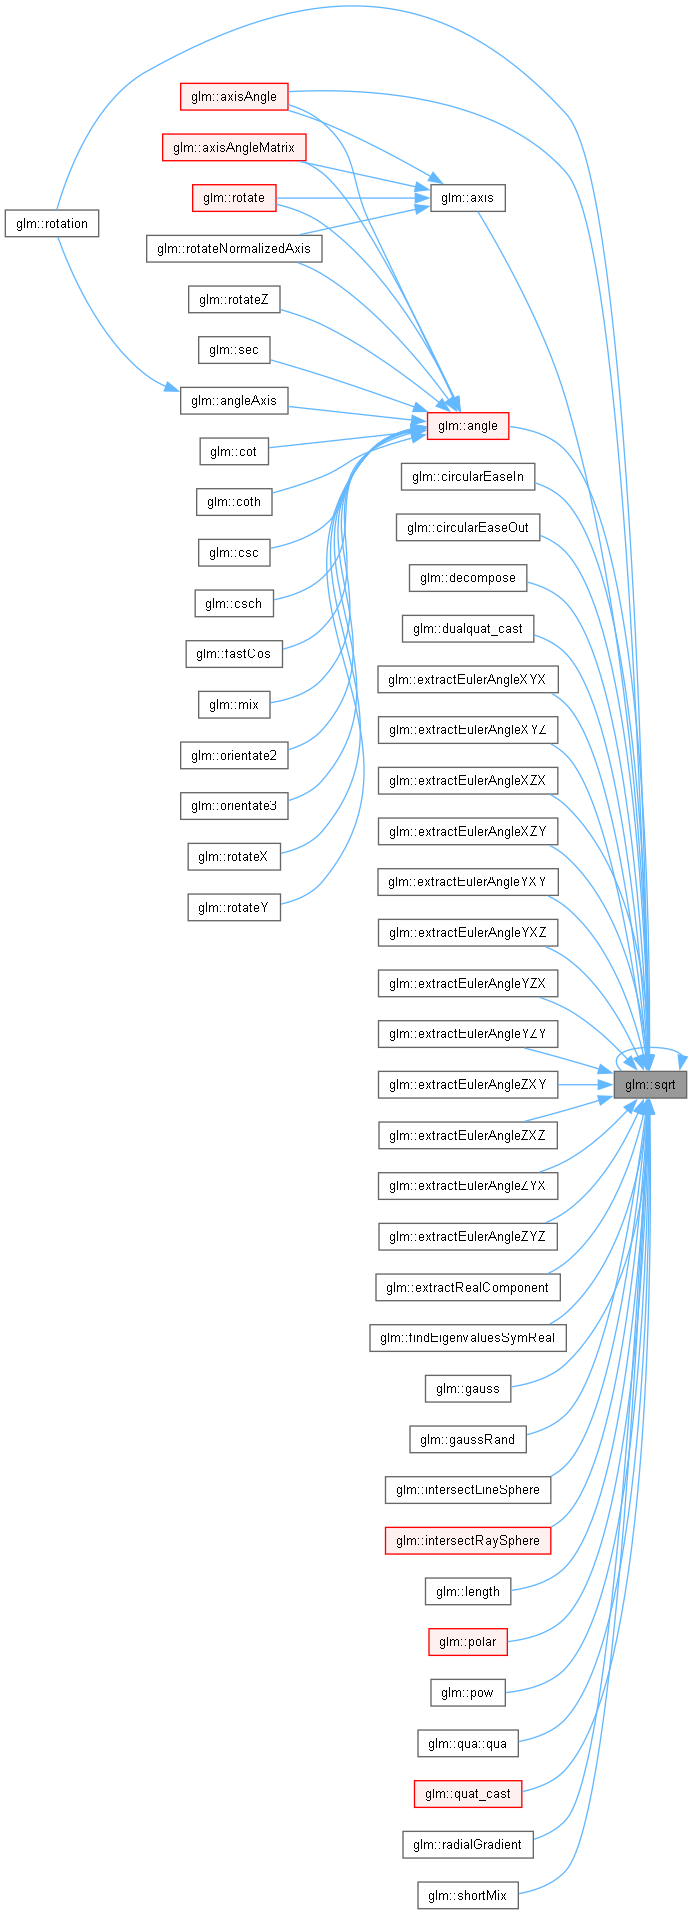 glm::axisAngle
glm::axisAngleMatrix
glm::rotate
glm::axis
glm::rotation
glm::rotateNormalizedAxis
glm::rotateZ
glm::sec
glm::angleAxis
glm::angle
glm::cot
glm::circularEaseIn
glm::coth
glm::circularEaseOut
glm::csc
glm::decompose
glm::csch
glm::dualquat_cast
glm::fastCos
glm::extractEulerAngleXYX
glm::mix
glm::extractEulerAngleXYZ
glm::orientate2
glm::extractEulerAngleXZX
glm::orientate3
glm::extractEulerAngleXZY
glm::rotateX
glm::extractEulerAngleYXY
glm::rotateY
glm::extractEulerAngleYXZ
glm::extractEulerAngleYZX
glm::extractEulerAngleYZY
glm::sqrt
glm::extractEulerAngleZXY
glm::extractEulerAngleZXZ
glm::extractEulerAngleZYX
glm::extractEulerAngleZYZ
glm::extractRealComponent
glm::findEigenvaluesSymReal
glm::gauss
glm::gaussRand
glm::intersectLineSphere
glm::intersectRaySphere
glm::length
glm::polar
glm::pow
glm::qua::qua
glm::quat_cast
glm::radialGradient
glm::shortMix